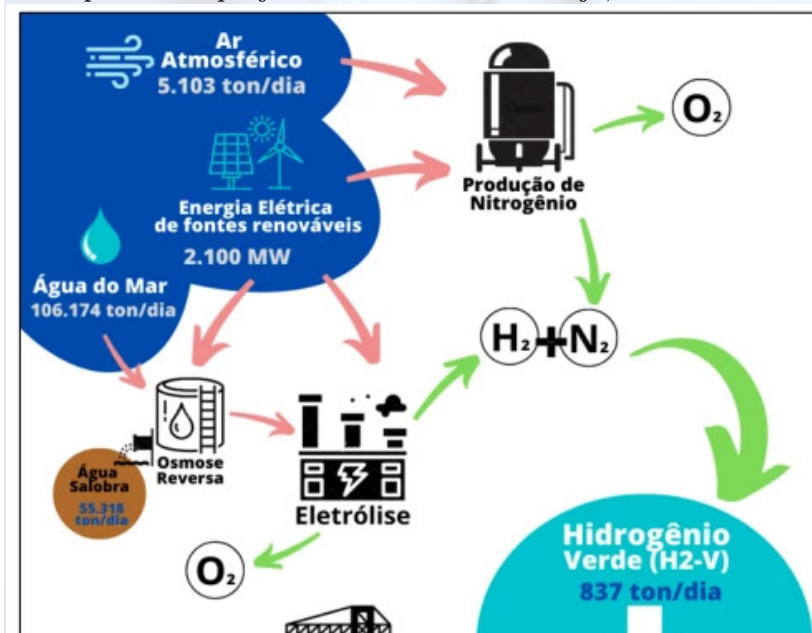 Ar
Atmosférico
5.103 ton/dia
Energia Elétrica
de fontes renováveis
2.100 MW
Água do Mar
106.174 ton/dia
Produção de
Nitrogênio
O₂
H₂+N₂
Osmose
Reversa
Água
Salobra
55.318
ton/dia
Eletrólise
O₂
Hidrogênio
Verde (H2-V)
837 ton/dia